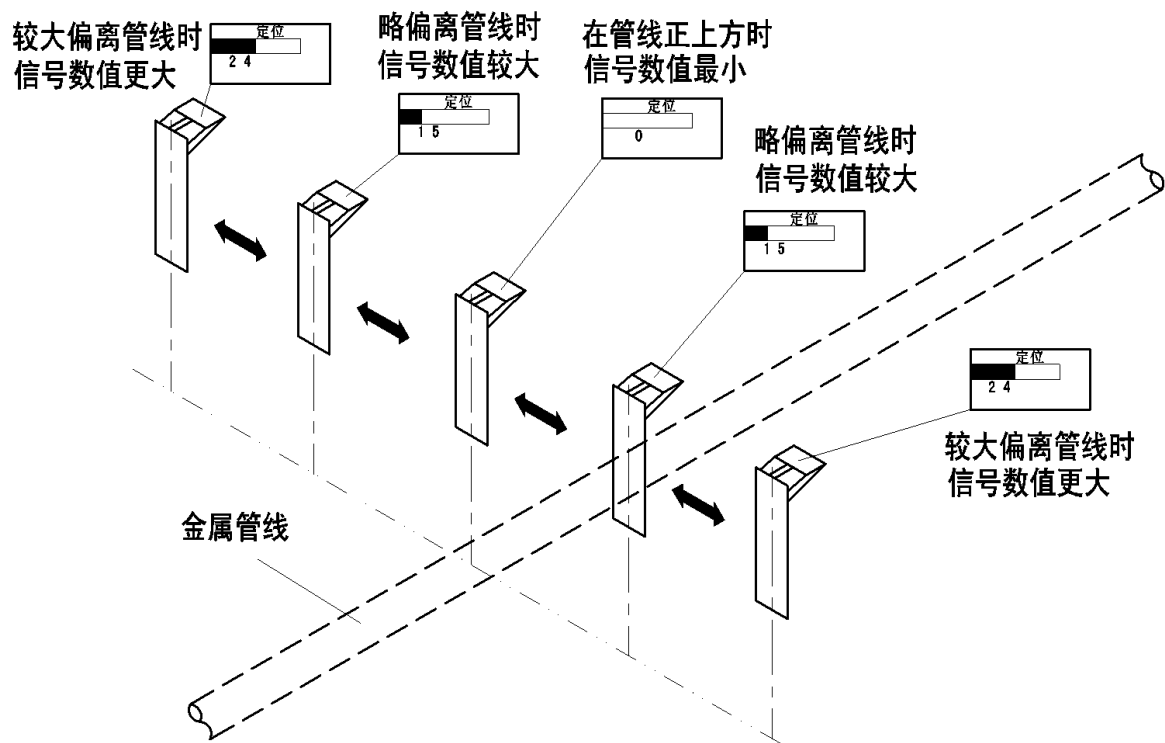 较大偏离管线时
信号数值更大
定位
2 4
略偏离管线时
信号数值较大
定位
1 5
在管线正上方时
信号数值最小
定位
0
略偏离管线时
信号数值较大
定位
1 5
定位
2 4
较大偏离管线时
信号数值更大
金属管线